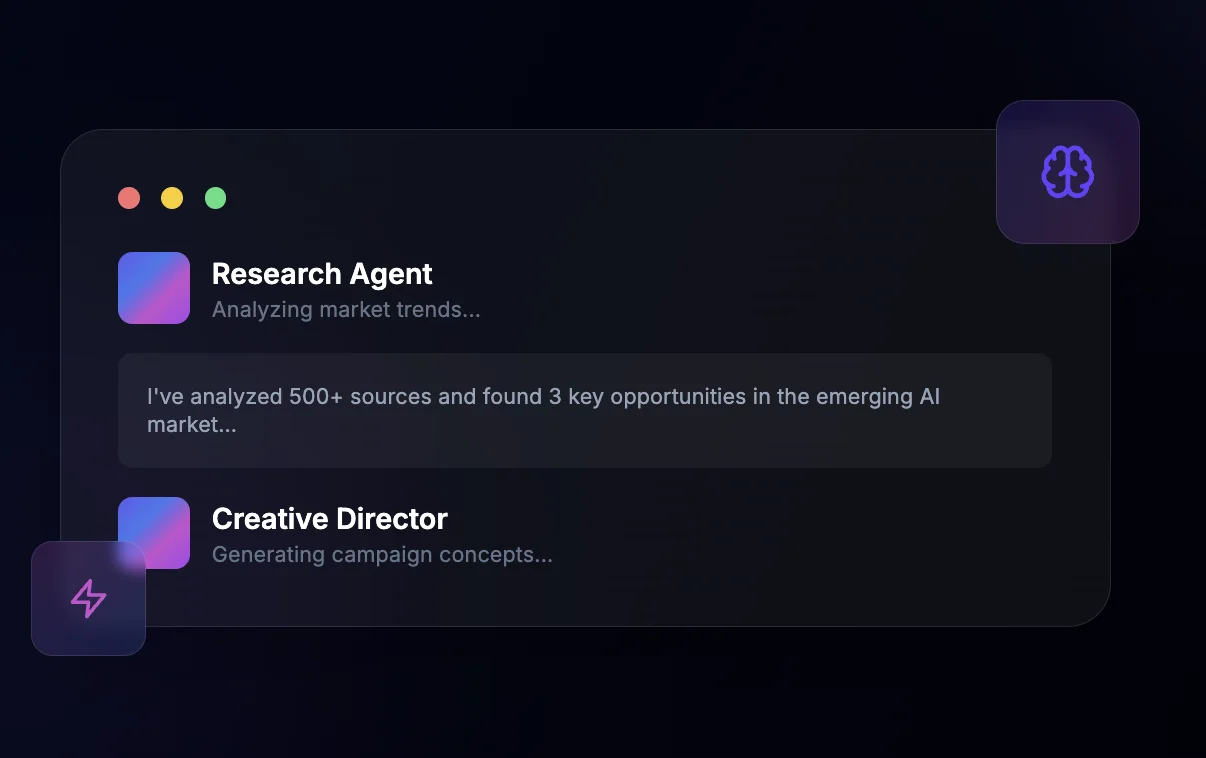 Research Agent
Analyzing market trends...
I've analyzed 500+ sources and found 3 key opportunities in the emerging AI
market...
Creative Director
Generating campaign concepts...